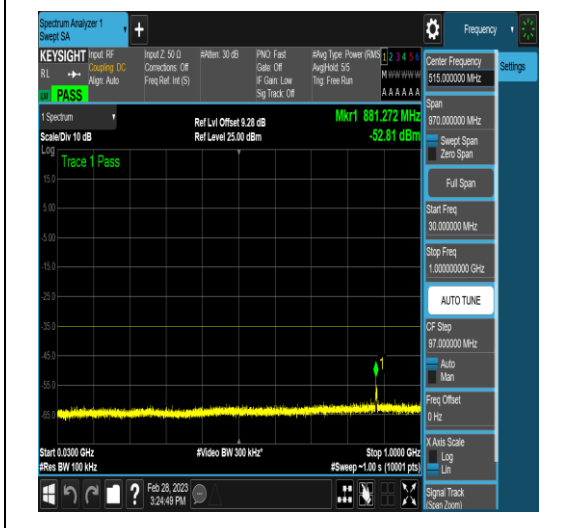 Spectrum Analyzer 1
Swept SA
+
Frequency
KEYSIGHT
Input: RF
Coupling: DC
Align: Auto
Input Z: 50 Ω
Corrections: Off
Freq Ref: Int (S)
#Atten: 30 dB
PNO: Fast
Gate: Off
IF Gain: Low
Sig Track: Off
#Avg Type: Power (RMS
Avg|Hold: 5/5
Trig: Free Run
1 2 3 4 5 6
M W W W W W
A A A A A A
R L
PASS
1 Spectrum
Scale/Div 10 dB
Ref Lvl Offset 9.28 dB
Ref Level 25.00 dBm
Mkr1 881.272 MHz
-52.81 dBm
Log
Trace 1 Pass
15.0
5.00
-5.00
-15.0
-25.0
-35.0
-45.0
-55.0
-65.0
1
Start 0.0300 GHz
#Res BW 100 kHz
#Video BW 300 kHz*
Stop 1.0000 GHz
#Sweep ~1.00 s (10001 pts)
Feb 28, 2023
3:24:49 PM
?
Center Frequency
515.000000 MHz
Settings
Span
970.000000 MHz
Swept Span
Zero Span
Full Span
Start Freq
30.000000 MHz
Stop Freq
1.000000000 GHz
AUTO TUNE
CF Step
97.000000 MHz
Auto
Man
Freq Offset
0 Hz
X Axis Scale
Log
Lin
Signal Track
(Span Zoom)